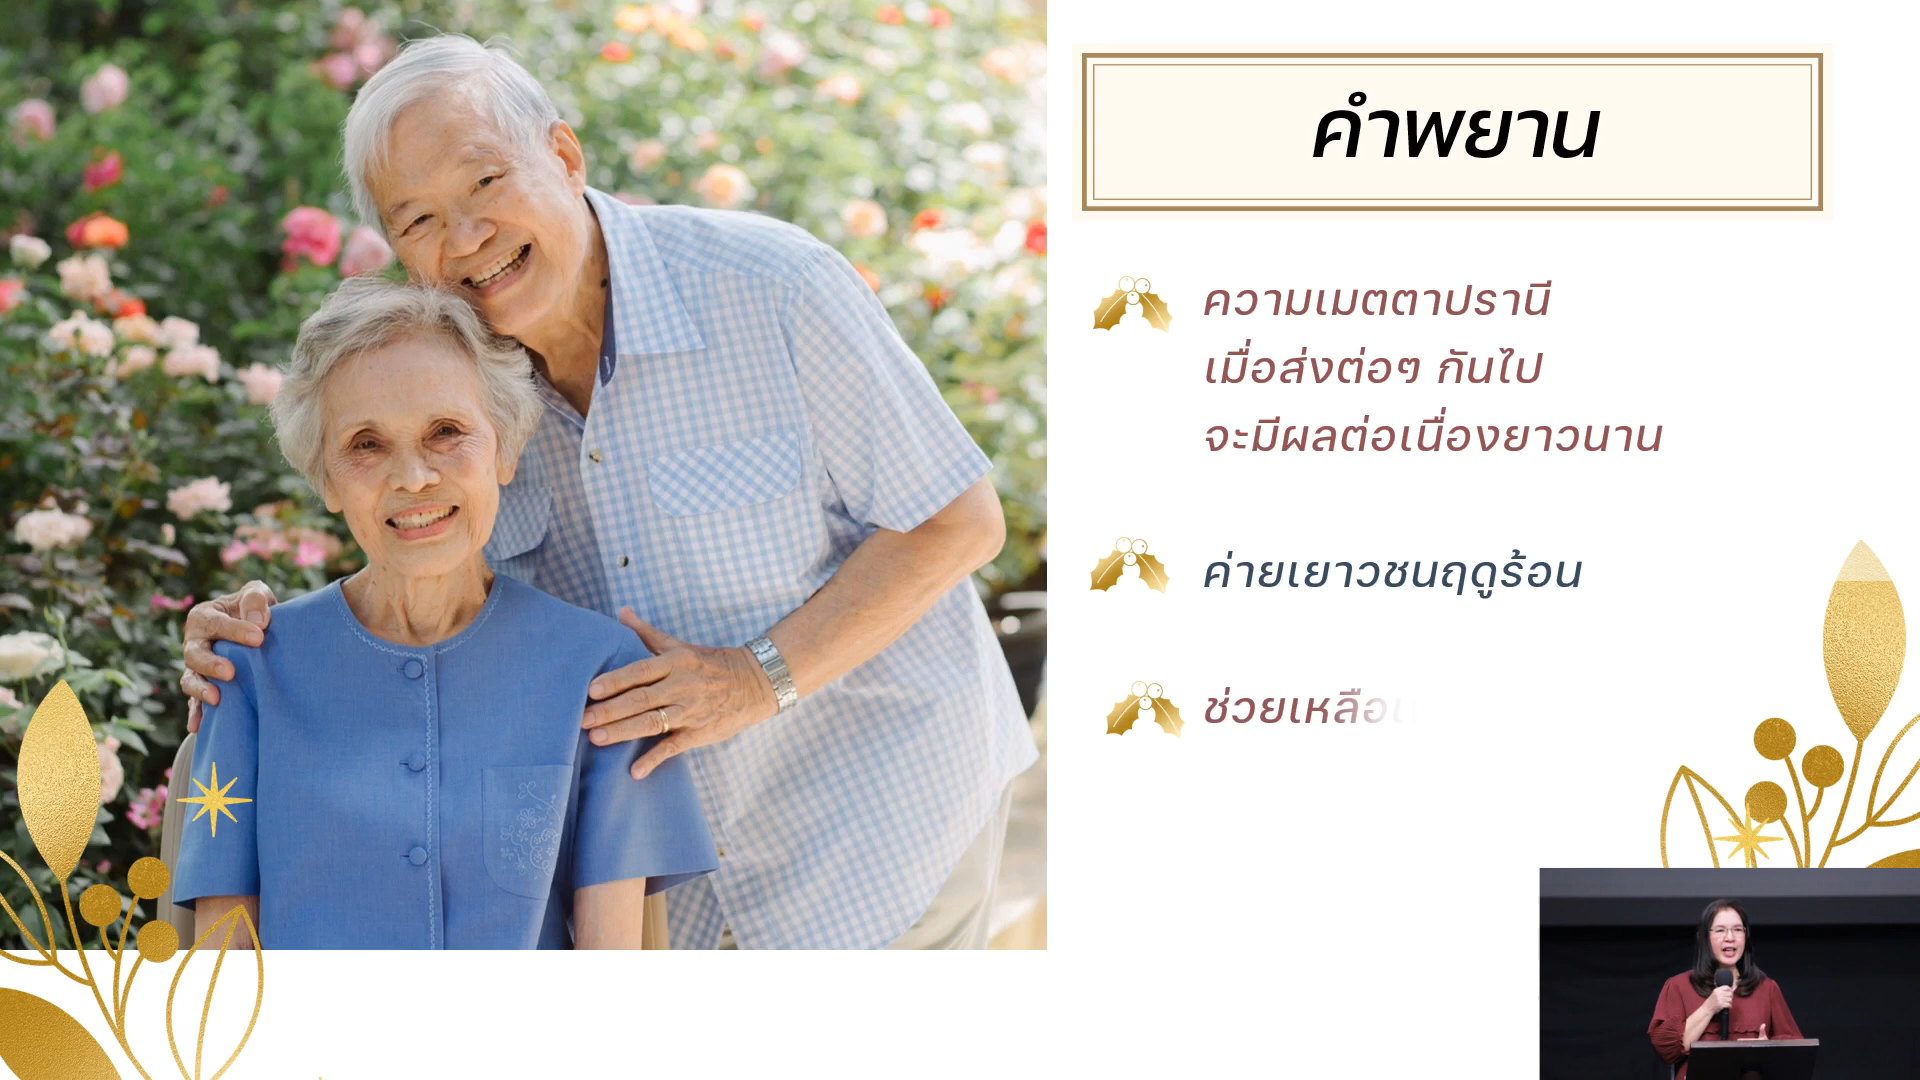 คำพยาน
ความเมตตาปรานี
เมื่อส่งต่อๆ กันไป
จะมีผลต่อเนื่องยาวนาน
ค่ายเยาวชนฤดูร้อน
ช่วยเหลือ